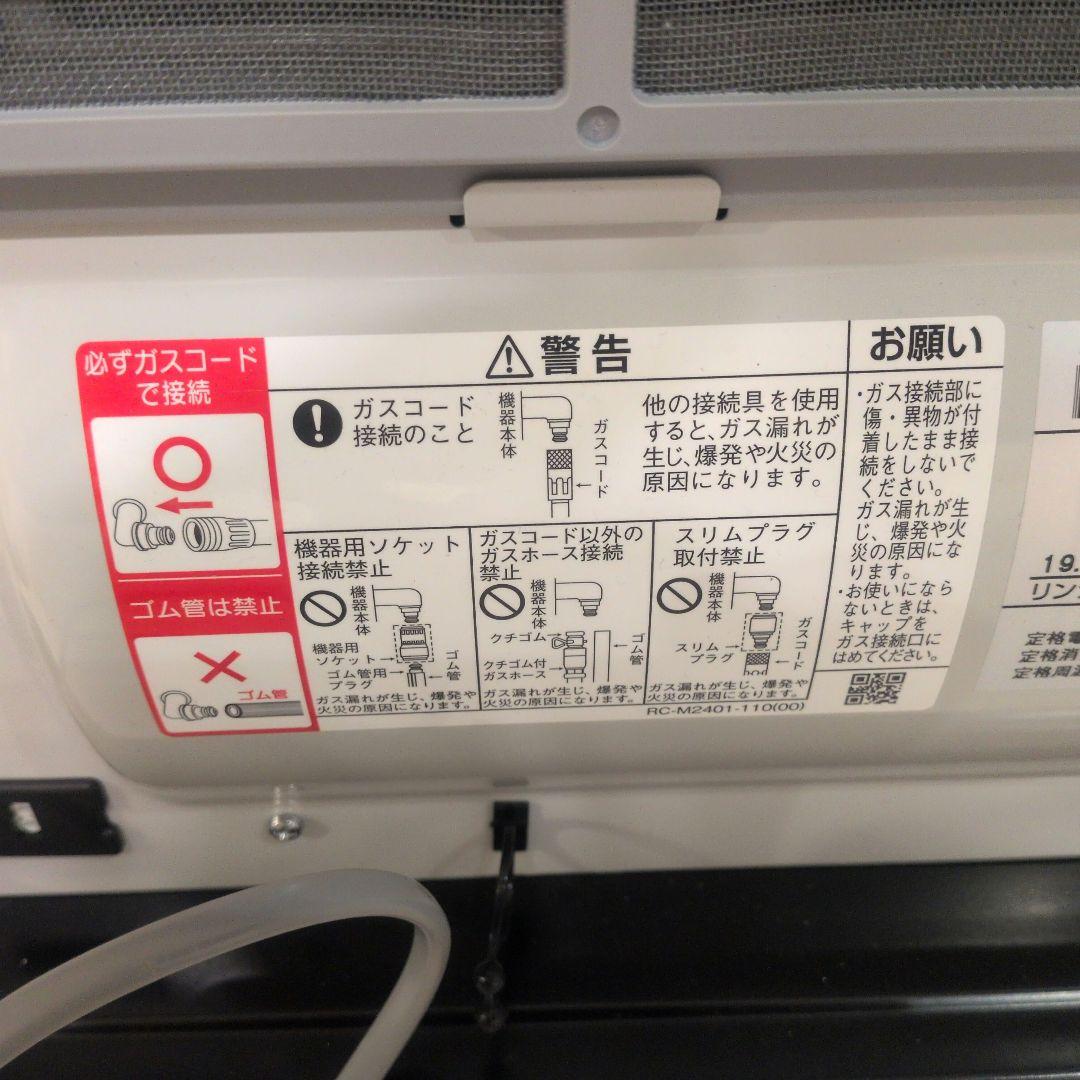 必ずガスコード
で接続
ゴム管は禁止
ゴム管
警告
ガスコード
接続のこと
機器本体
ガスコード
他の接続具を使用
すると、ガス漏れが
生じ、爆発や火災の
原因になります。
機器用ソケット
接続禁止
機器本体
機器用
ソケット
ゴム管用
プラグ
ゴム管
ガス漏れが生じ、爆発や
火災の原因になります。
ガスコード以外の
ガスホース接続
禁止
機器本体
クチゴム
クチゴム付
ガスホース
ゴム管
ガス漏れが生じ、爆発や
火災の原因になります。
スリムプラグ
取付禁止
機器本体
スリム
プラグ
ガスコード
ガス漏れが生じ、爆発や
火災の原因になります。
RC-M2401-110(00)
お願い
・ガス接続部に
傷・異物が付
着したまま接
続をしないで
ください。
ガス漏れが生
じ、爆発や火
災の原因にな
ります。
・お使いになら
ないときは、
キャップを
ガス接続口に
はめてください。
19.
リン
定格
定格消
定格周